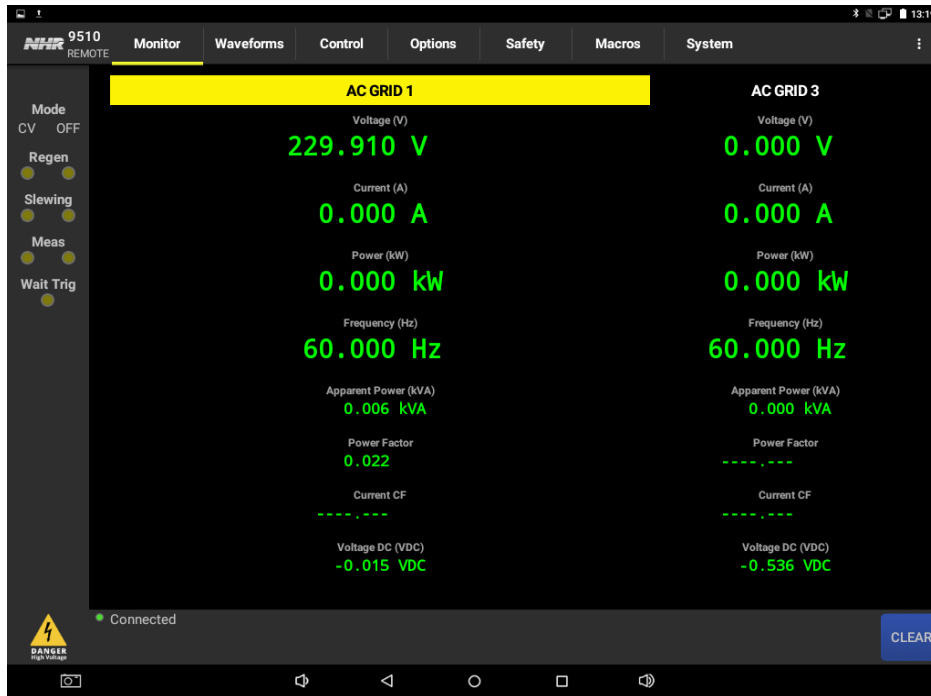 13:19
NHR 9510
REMOTE
Monitor
Waveforms
Control
Options
Safety
Macros
System
Mode
CV OFF
Regen
Slewing
Meas
Wait Trig
AC GRID 1
Voltage (V)
229.910 V
Current (A)
0.000 A
Power (kW)
0.000 kW
Frequency (Hz)
60.000 Hz
Apparent Power (kVA)
0.006 kVA
Power Factor
0.022
Current CF
----.---
Voltage DC (VDC)
-0.015 VDC
AC GRID 3
Voltage (V)
0.000 V
Current (A)
0.000 A
Power (kW)
0.000 kW
Frequency (Hz)
60.000 Hz
Apparent Power (kVA)
0.000 kVA
Power Factor
----.---
Current CF
----.---
Voltage DC (VDC)
-0.536 VDC
Connected
CLEAR
DANGER
High Voltage